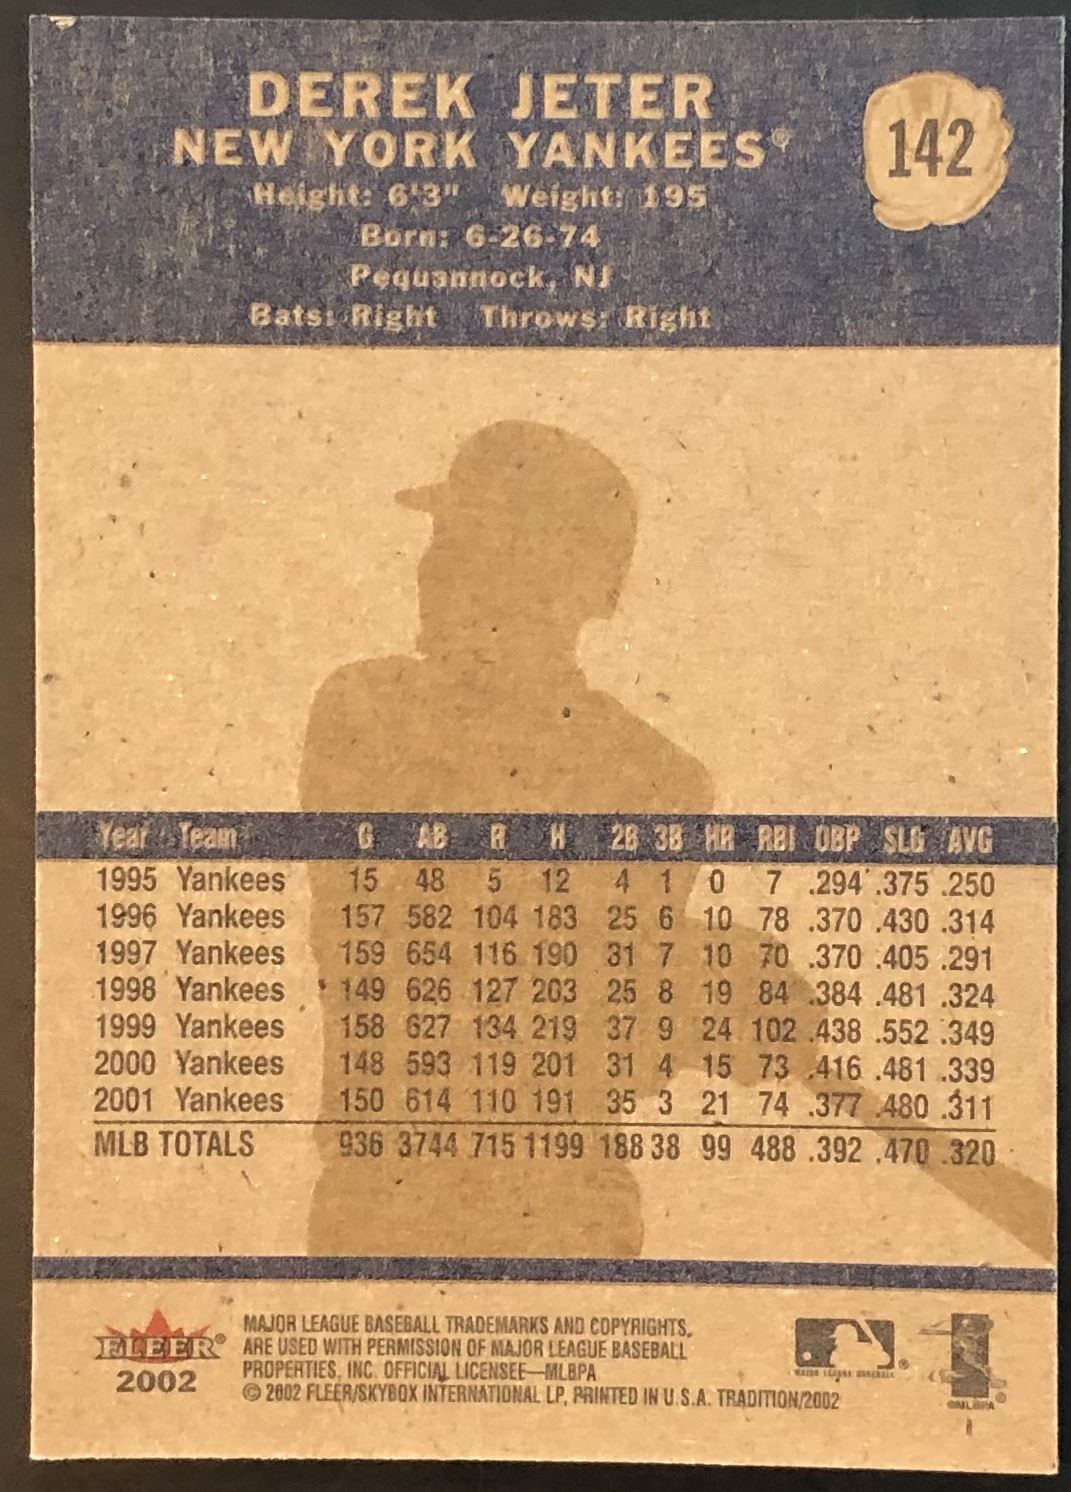 DEREK JETER
142
NEW YORK YANKEES®
Height: 6'3" Weight: 195
Born: 6-26-74
Pequannock, NJ
Bats: Right Throws: Right
Year Team G AB R H 2B 3B HR RBI OBP SLG AVG
1995 Yankees 15 48 5 12 4 1 0 7 .294 .375 .250
1996 Yankees 157 582 104 183 25 6 10 78 .370 .430 .314
1997 Yankees 159 654 116 190 31 7 10 70 .370 .405 .291
1998 Yankees 149 626 127 203 25 8 19 84 .384 .481 .324
1999 Yankees 158 627 134 219 37 9 24 102 .438 .552 .349
2000 Yankees 148 593 119 201 31 4 15 73 .416 .481 .339
2001 Yankees 150 614 110 191 35 3 21 74 .377 .480 .311
MLB TOTALS 936 3744 715 1199 188 38 99 488 .392 .470 .320
FLEER®
2002
MAJOR LEAGUE BASEBALL TRADEMARKS AND COPYRIGHTS,
ARE USED WITH PERMISSION OF MAJOR LEAGUE BASEBALL
PROPERTIES, INC. OFFICIAL LICENSEE—MLBPA
© 2002 FLEER/SKYBOX INTERNATIONAL LP, PRINTED IN U.S.A. TRADITION/2002
MAJOR LEAGUE BASEBALL ®
©MLBPA ®